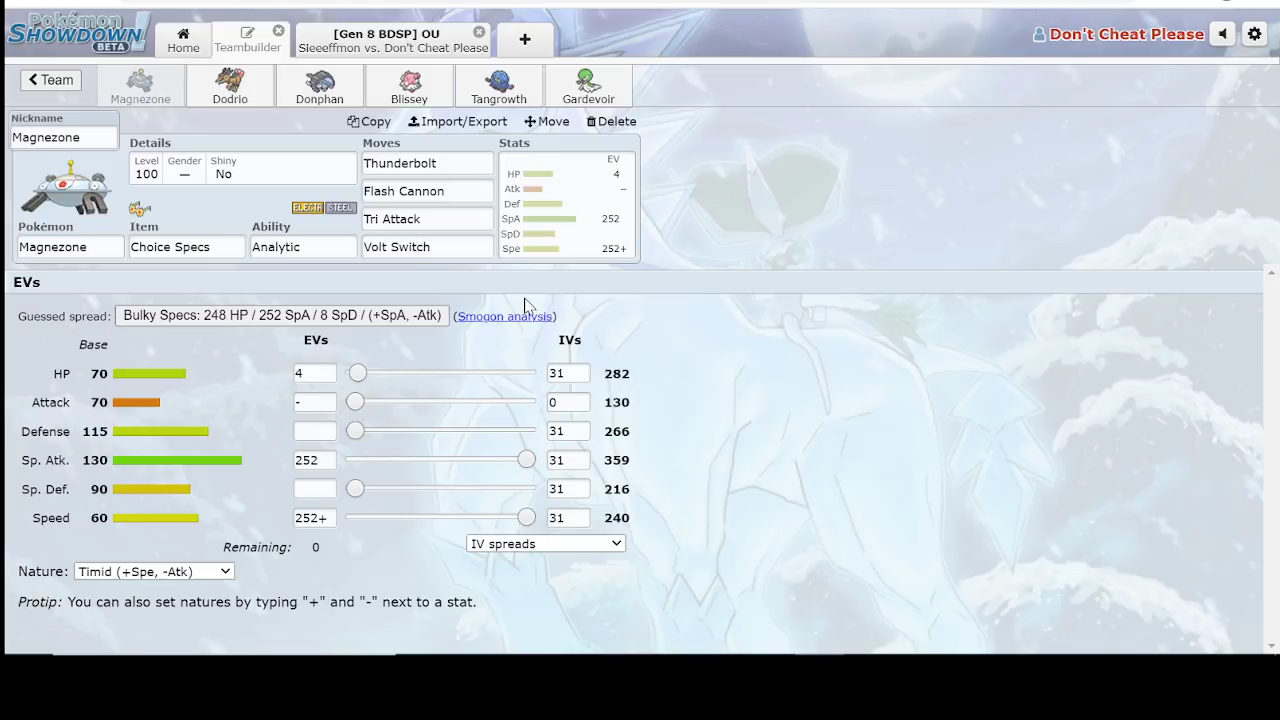 Pokémon
SHOWDOWN!
BETA
Home
Teambuilder
[Gen 8 BDSP] OU
Sleeeffmon vs. Don't Cheat Please
+
Don't Cheat Please
Team
Magnezone
Dodrio
Donphan
Blissey
Tangrowth
Gardevoir
Nickname
Magnezone
Copy
Import/Export
Move
Delete
Details
Moves
Stats
Level
Gender
Shiny
100
—
No
ELECTR
STEEL
Pokémon
Item
Ability
Magnezone
Choice Specs
Analytic
Thunderbolt
Flash Cannon
Tri Attack
Volt Switch
EV
HP 4
Atk –
Def
SpA 252
SpD
Spe 252+
EVs
Guessed spread: Bulky Specs: 248 HP / 252 SpA / 8 SpD / (+SpA, -Atk) (Smogon analysis)
Base EVs IVs
HP 70 4 31 282
Attack 70 - 0 130
Defense 115 31 266
Sp. Atk. 130 252 31 359
Sp. Def. 90 31 216
Speed 60 252+ 31 240
Remaining: 0 IV spreads
Nature: Timid (+Spe, -Atk)
Protip: You can also set natures by typing "+" and "-" next to a stat.